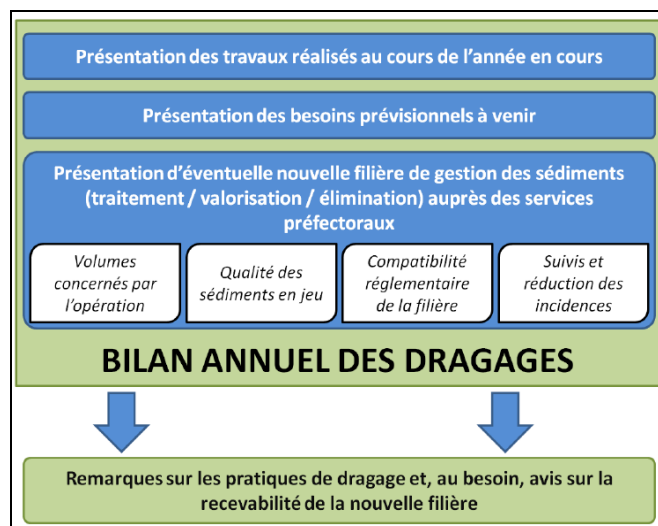 Présentation des travaux réalisés au cours de l'année en cours
Présentation des besoins prévisionnels à venir
Présentation d'éventuelle nouvelle filière de gestion des sédiments
(traitement / valorisation / élimination) auprès des services
préfectoraux
Volumes
concernés par
l'opération
Qualité des
sédiments en jeu
Compatibilité
réglementaire
de la filière
Suivis et
réduction des
incidences
BILAN ANNUEL DES DRAGAGES
Remarques sur les pratiques de dragage et, au besoin, avis sur la
recevabilité de la nouvelle filière